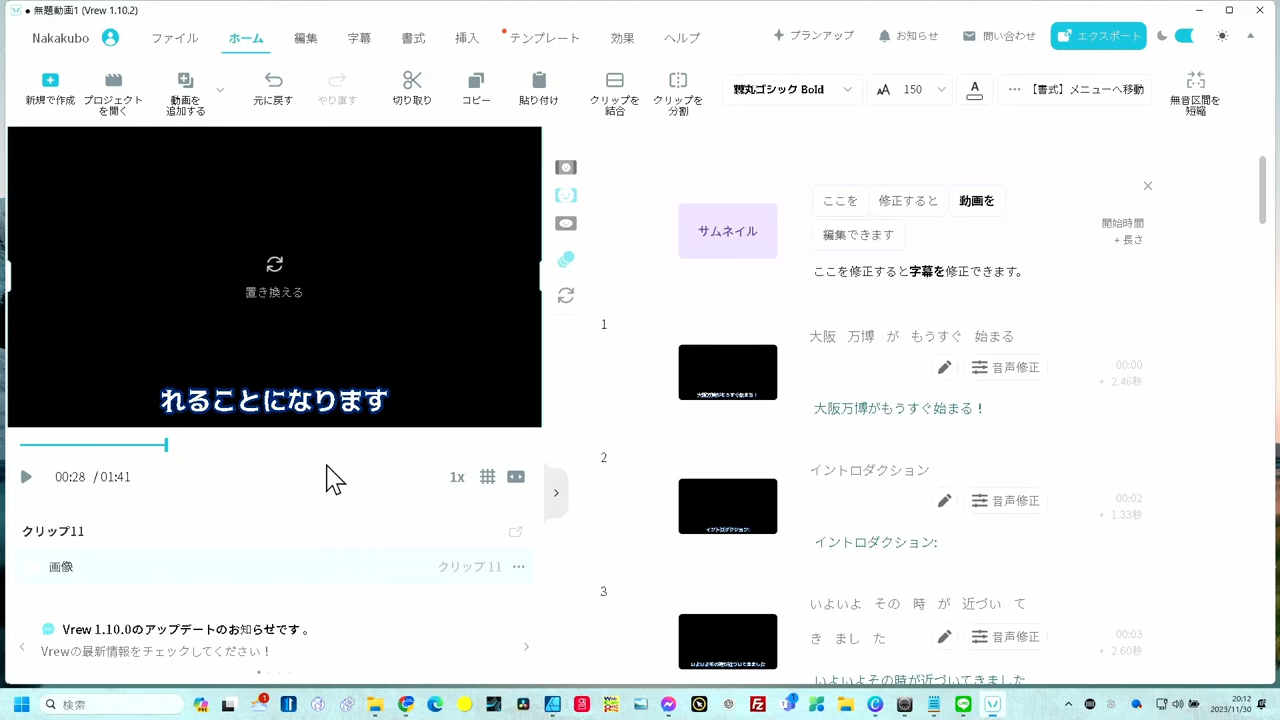 ● 無題動画1 (Vrew 1.10.2)
Nakakubo ファイル ホーム 編集 字幕 書式 挿入 テンプレート 効果 ヘルプ プランアップ お知らせ 問い合わせ エクスポート
新規で作成 プロジェクトを開く 動画を追加する 元に戻す やり直す 切り取り コピー 貼り付け クリップを結合 クリップを分割 Bold 150 A ··· 【書式】メニューへ移動 無音区間を短縮
置き換える
れることになります
00:28 / 01:41 1x
クリップ11
画像 クリップ 11 ···
Vrew 1.10.0のアップデートのお知らせです。
Vrewの最新情報をチェックしてください!
サムネイル
ここを 修正すると 動画を
編集できます
開始時間
+ 長さ
ここを修正すると字幕を修正できます。
1
大阪 万博 が もうすぐ 始まる
音声修正
00:00
+ 2.46秒
大阪万博がもうすぐ始まる!
2
イントロダクション
音声修正
00:02
+ 1.33秒
イントロダクション:
3
いよいよ その 時 が 近づい て
き まし た
音声修正
00:03
+ 2.60秒
いよいよその時が近づいてきました
検索
20:12
2023/11/30